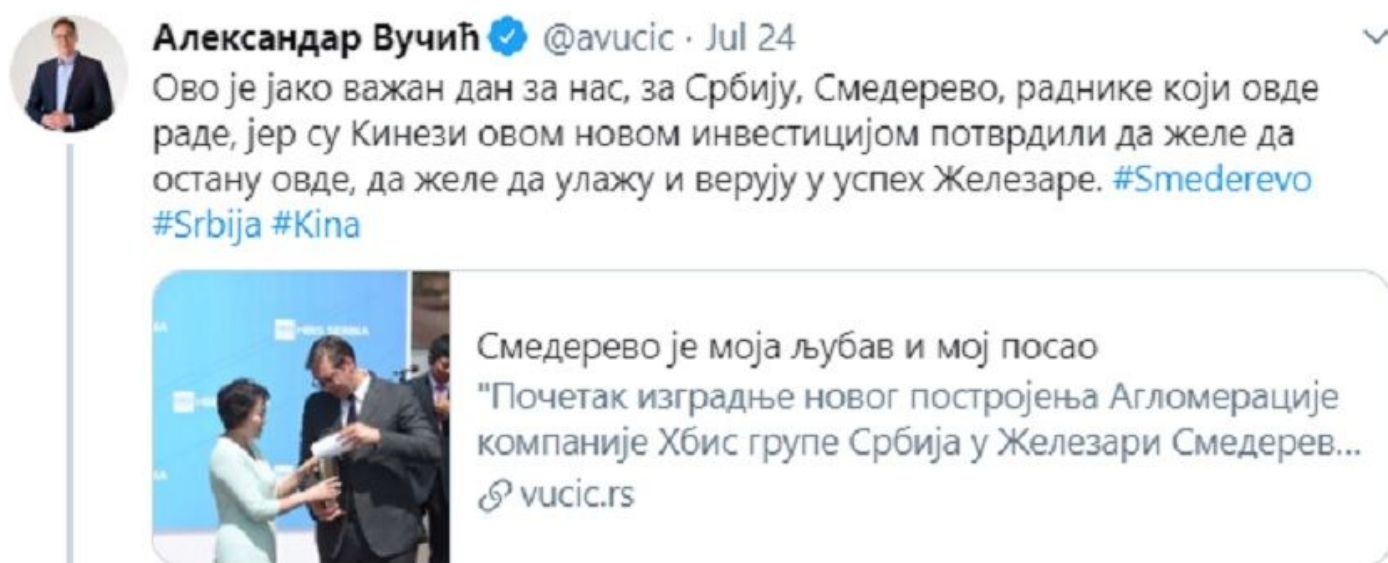 Александар Вучић @avucic · Jul 24
Ово је јако важан дан за нас, за Србију, Смедерево, раднике који овде
раде, јер су Кинези овом новом инвестицијом потврдили да желе да
остану овде, да желе да улажу и верују у успех Железаре. #Smederevo
#Srbija #Kina
HBIS SERBIA
Смедерево је моја љубав и мој посао
"Почетак изградње новог постројења Агломерације
компаније Хбис групе Србија у Железари Смедерев...
vucic.rs